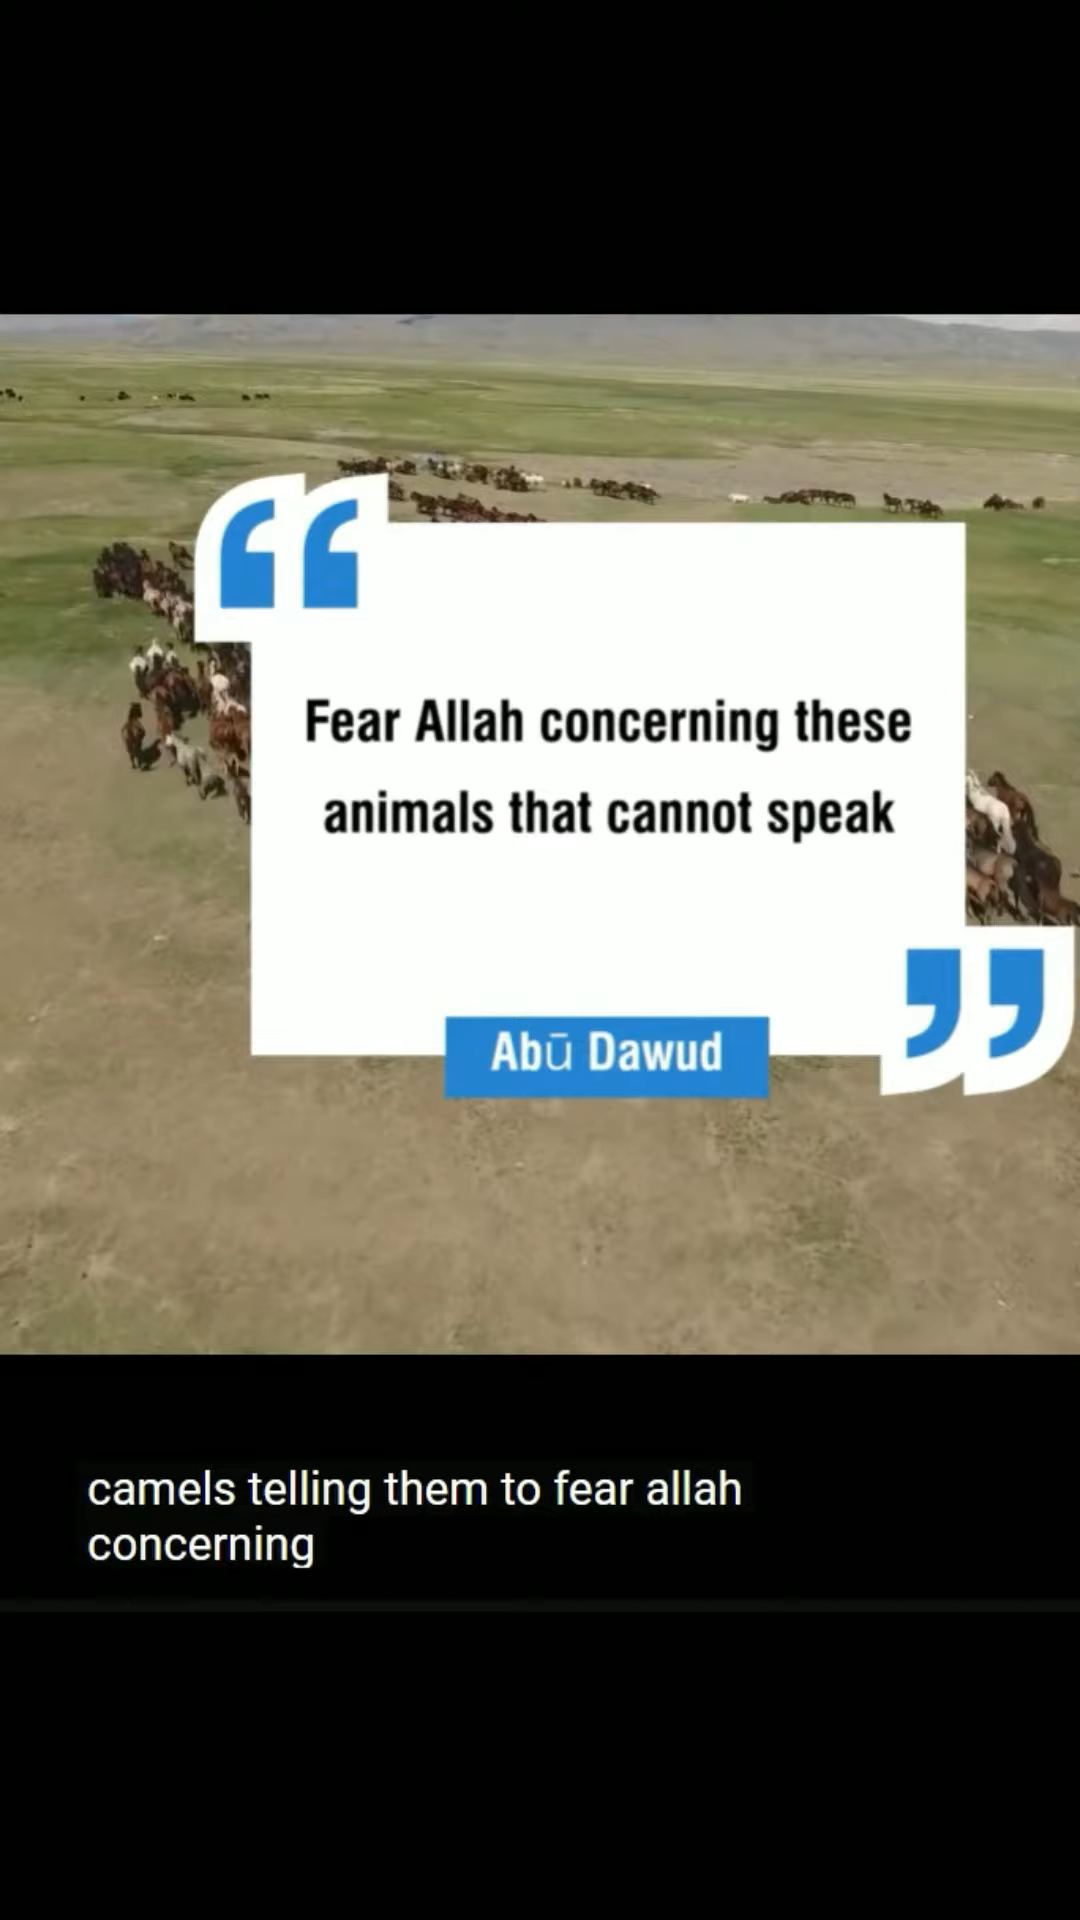 Fear Allah concerning these
animals that cannot speak
Abū Dawud
camels telling them to fear allah
concerning